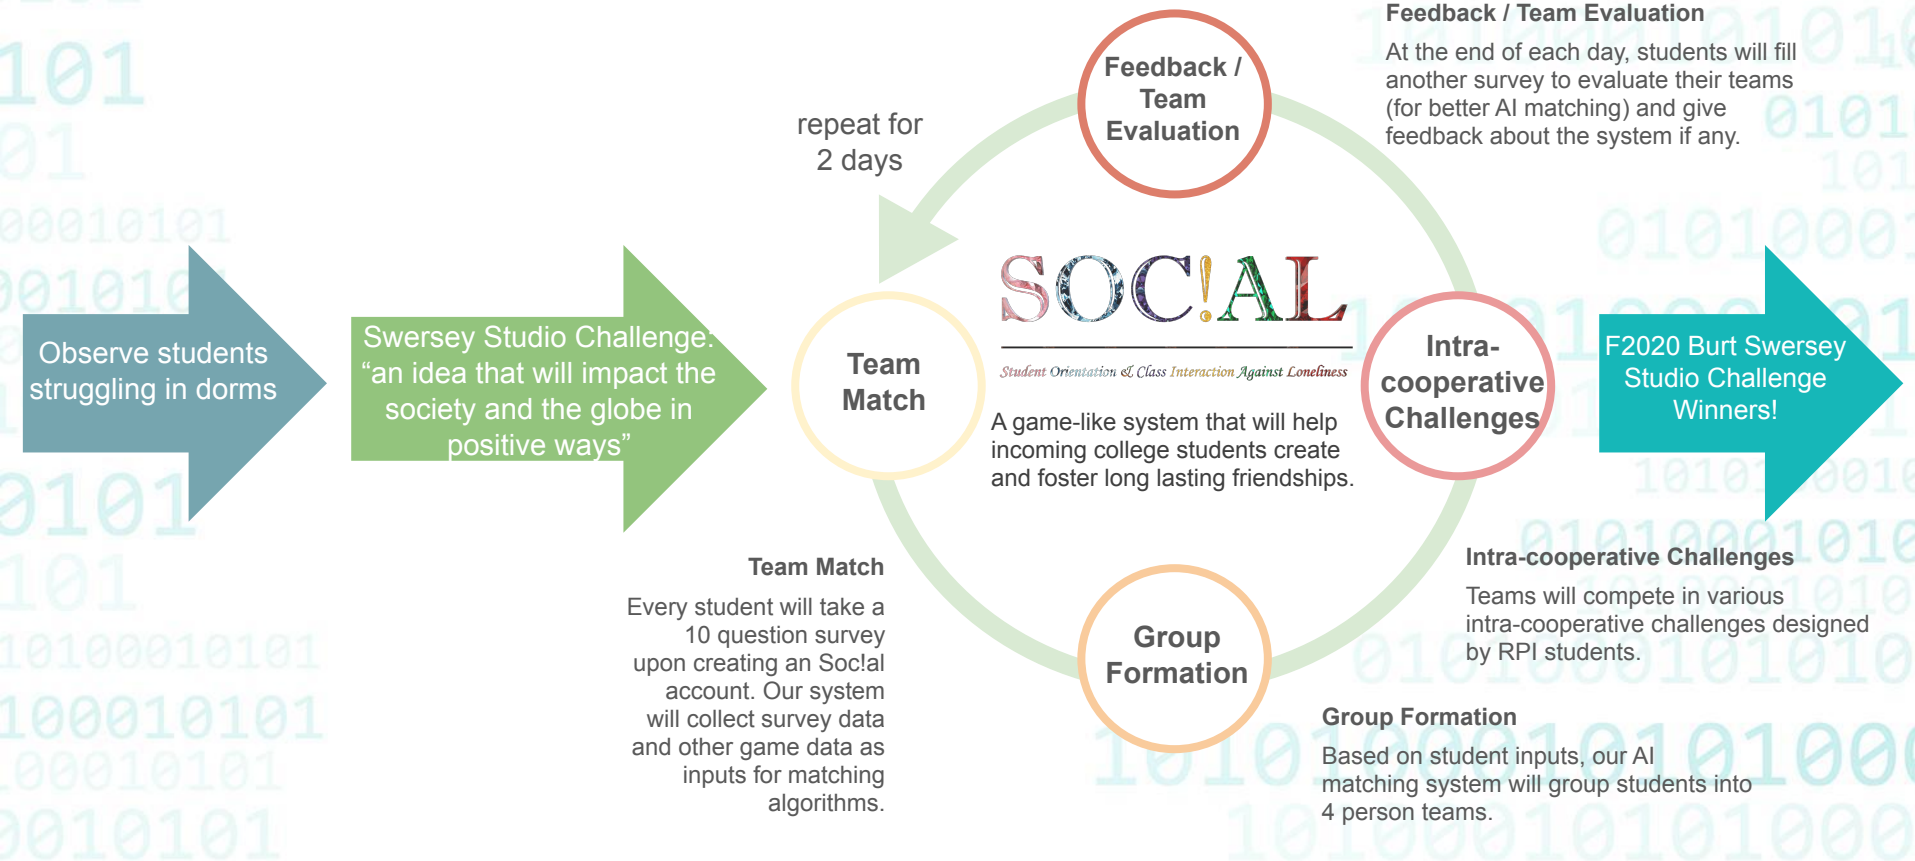 Observe students
struggling in dorms
Swersey Studio Challenge:
“an idea that will impact the
society and the globe in
positive ways”
repeat for
2 days
Team
Match
Feedback /
Team
Evaluation
SOC!AL
Student Orientation & Class Interaction Against Loneliness
A game-like system that will help
incoming college students create
and foster long lasting friendships.
Intra-
cooperative
Challenges
Group
Formation
F2020 Burt Swersey
Studio Challenge
Winners!
Feedback / Team Evaluation
At the end of each day, students will fill
another survey to evaluate their teams
(for better AI matching) and give
feedback about the system if any.
Team Match
Every student will take a
10 question survey
upon creating an Soc!al
account. Our system
will collect survey data
and other game data as
inputs for matching
algorithms.
Intra-cooperative Challenges
Teams will compete in various
intra-cooperative challenges designed
by RPI students.
Group Formation
Based on student inputs, our AI
matching system will group students into
4 person teams.